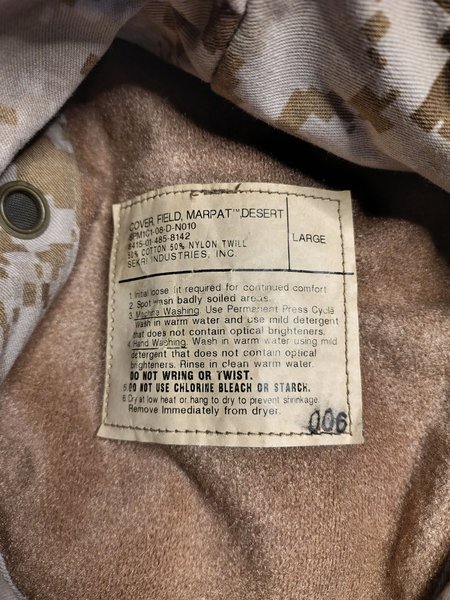 COVER FIELD, MARPAT™,DESERT
SPM1C1-08-D-N010
8415-01-485-8142
50% COTTON 50% NYLON TWILL
SEKRI INDUSTRIES, INC.
LARGE
1. Initial loose fit required for continued comfort
2. Spot wash badly soiled areas.
3. Machine Washing. Use Permanent Press Cycle
Wash in warm water and use mild detergent
that does not contain optical brighteners.
4. Hand Washing. Wash in warm water using mild
detergent that does not contain optical
brighteners. Rinse in clean warm water.
DO NOT WRING OR TWIST.
5 DO NOT USE CHLORINE BLEACH OR STARCH.
6 Dry at low heat or hang to dry to prevent shrinkage.
Remove Immediately from dryer.
006